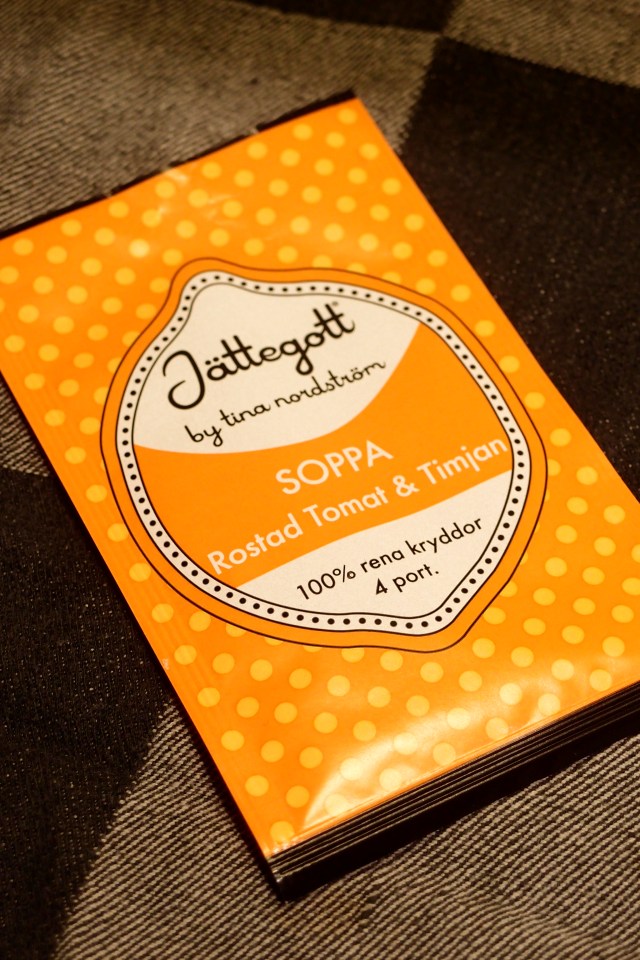 Jättegott®
by tina nordström
SOPPA
Rostad Tomat & Timjan
100% rena kryddor
4 port.